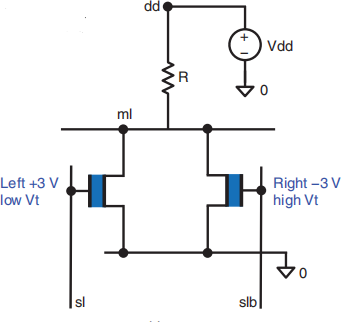 dd
+
−
Vdd
R
0
ml
Left +3 V
low Vt
Right −3 V
high Vt
0
sl
slb